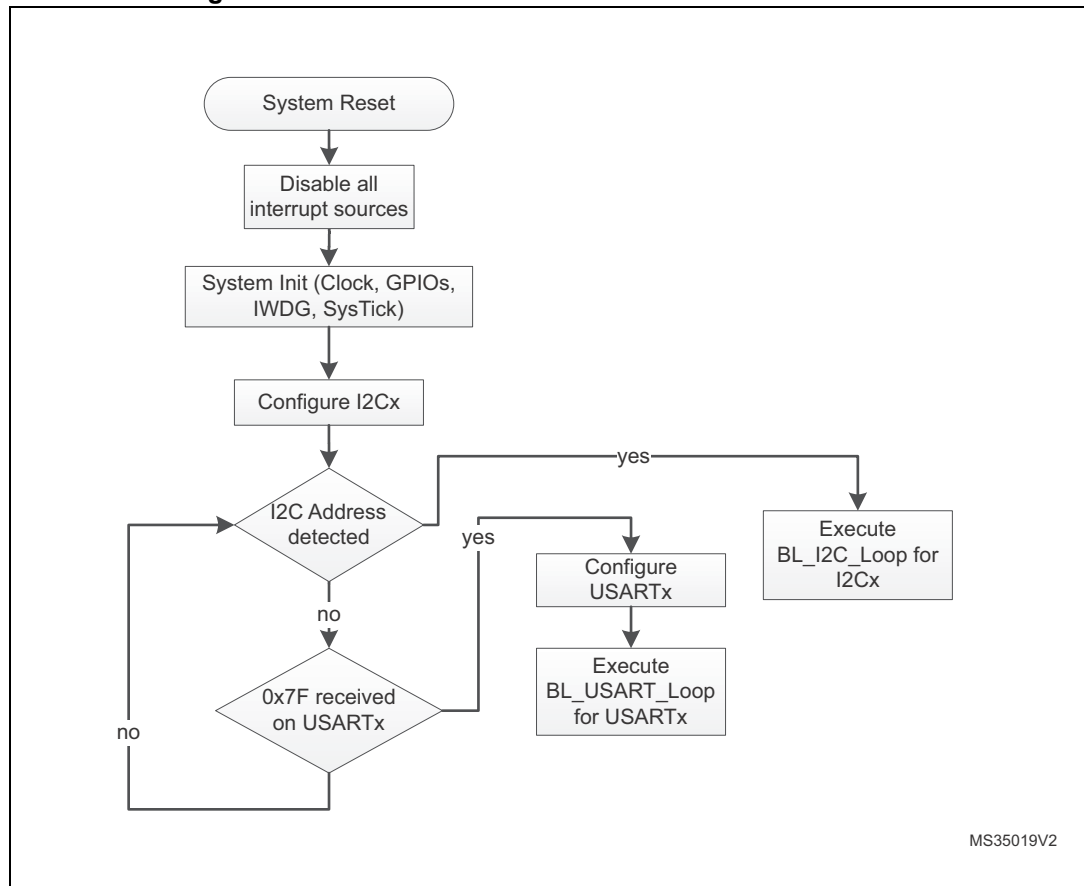 System Reset
Disable all
interrupt sources
System Init (Clock, GPIOs,
IWDG, SysTick)
Configure I2Cx
I2C Address
detected
yes
Execute
BL_I2C_Loop for
I2Cx
yes
Configure
USARTx
no
Execute
BL_USART_Loop
for USARTx
0x7F received
on USARTx
no
MS35019V2